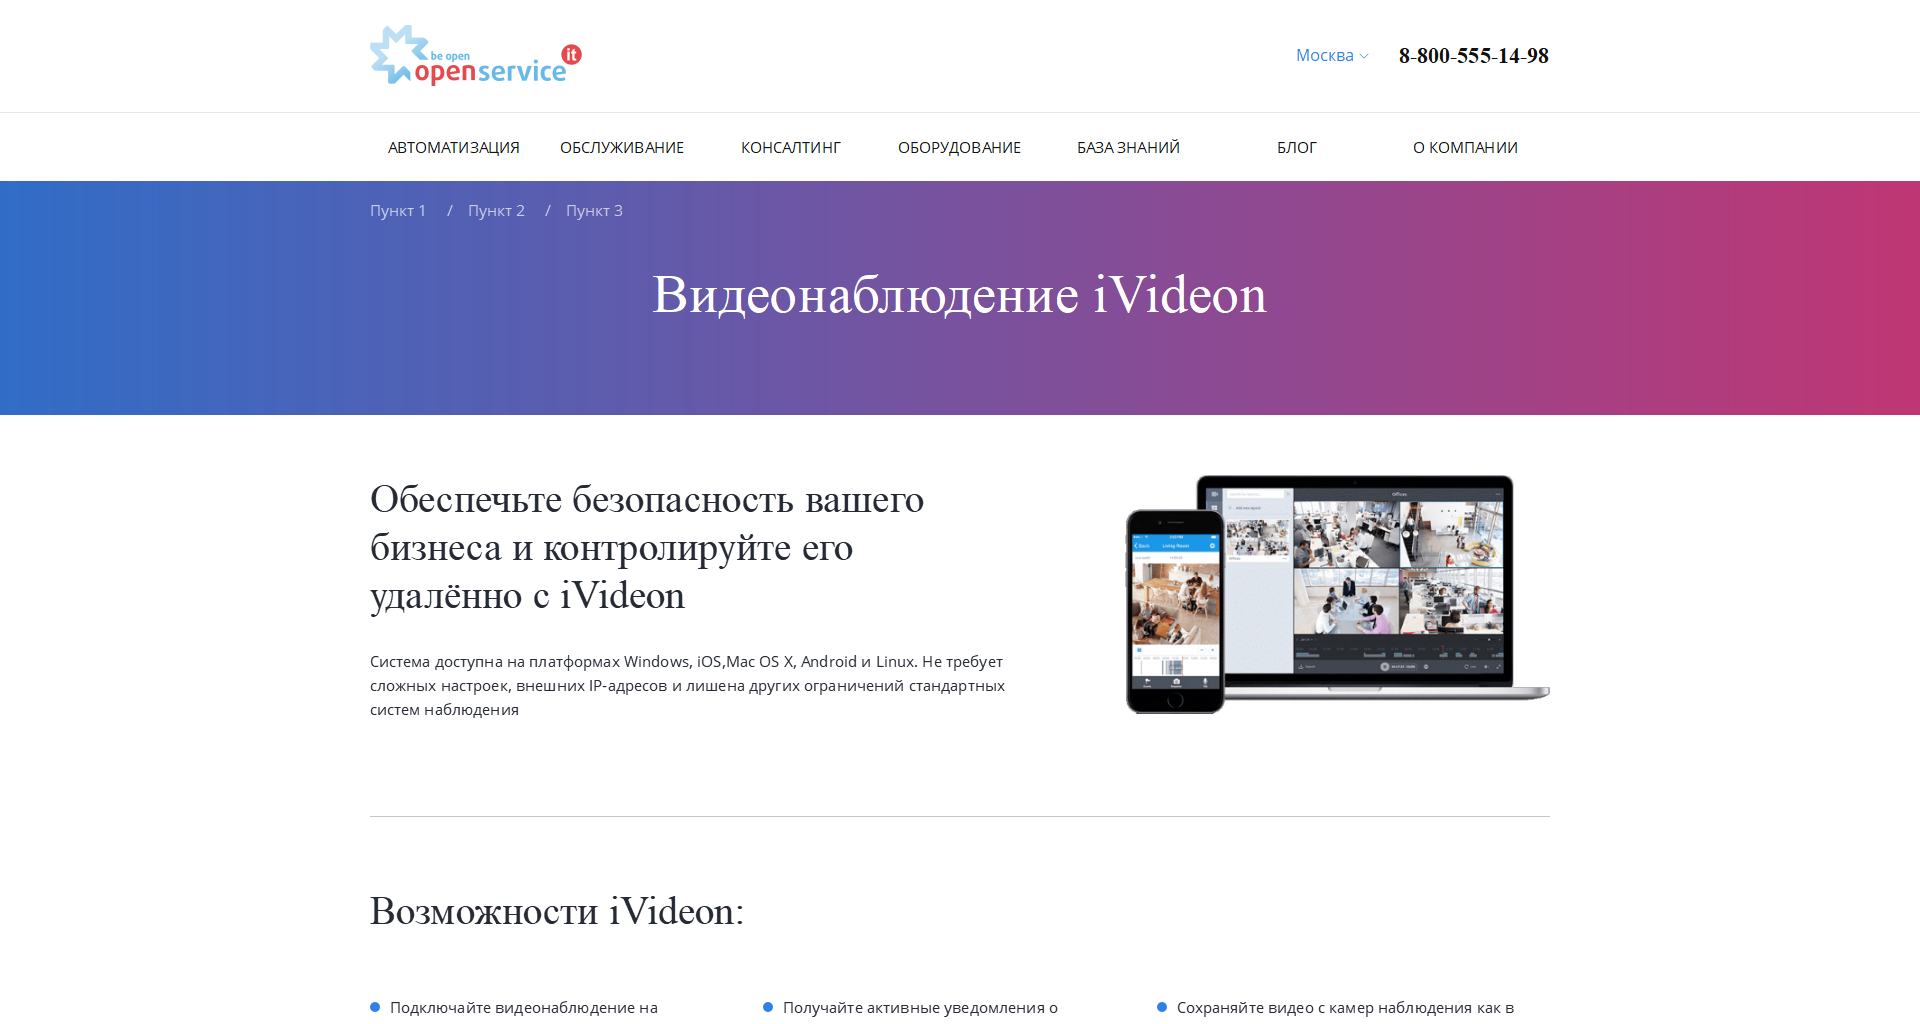 be open
openservice it
Москва
8-800-555-14-98
АВТОМАТИЗАЦИЯ ОБСЛУЖИВАНИЕ КОНСАЛТИНГ ОБОРУДОВАНИЕ БАЗА ЗНАНИЙ БЛОГ О КОМПАНИИ
Пункт 1 / Пункт 2 / Пункт 3
Видеонаблюдение iVideon
Обеспечьте безопасность вашего
бизнеса и контролируйте его
удалённо с iVideon
Система доступна на платформах Windows, iOS,Mac OS X, Android и Linux. Не требует
сложных настроек, внешних IP-адресов и лишена других ограничений стандартных
систем наблюдения
Offices
Living Room
Возможности iVideon:
Подключайте видеонаблюдение на
Получайте активные уведомления о
Сохраняйте видео с камер наблюдения как в